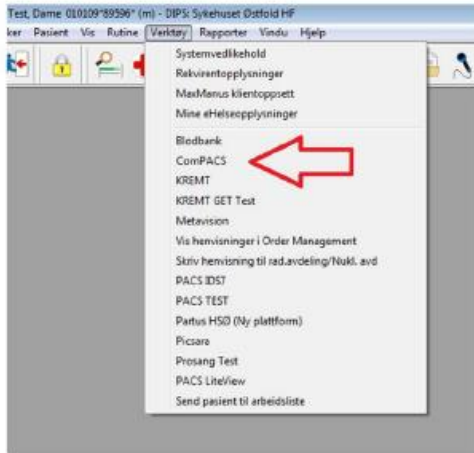 Test, Dame 010109*89596* (m) - DIPS: Sykehuset Østfold HF
ker Pasient Vis Rutine Verktøy Rapporter Vindu Hjelp
Systemvedlikehold
Rekvirentopplysninger
MaxManus klientoppsett
Mine eHelseopplysninger
Blodbank
ComPACS
KREMT
KREMT GET Test
Metavision
Vis henvisninger i Order Management
Skriv henvisning til rad.avdeling/Nukl. avd
PACS IDS7
PACS TEST
Partus HSØ (Ny plattform)
Picsara
Prosang Test
PACS LiteView
Send pasient til arbeidsliste